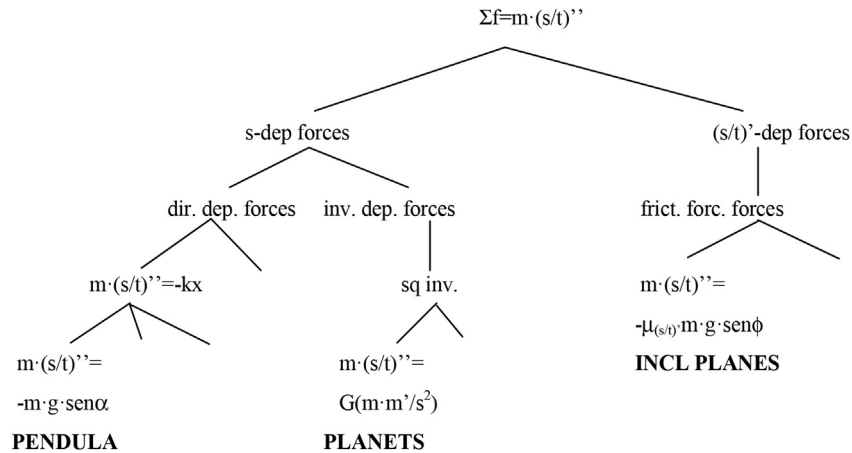 Σf=m·(s/t)’’
s-dep forces
(s/t)’-dep forces
dir. dep. forces
inv. dep. forces
frict. forc. forces
m·(s/t)’’=-kx
sq inv.
m·(s/t)’’=
-μ(s/t)’·m·g·senϕ
INCL PLANES
m·(s/t)’’=
-m·g·senα
PENDULA
m·(s/t)’’=
G(m·m’/s²)
PLANETS